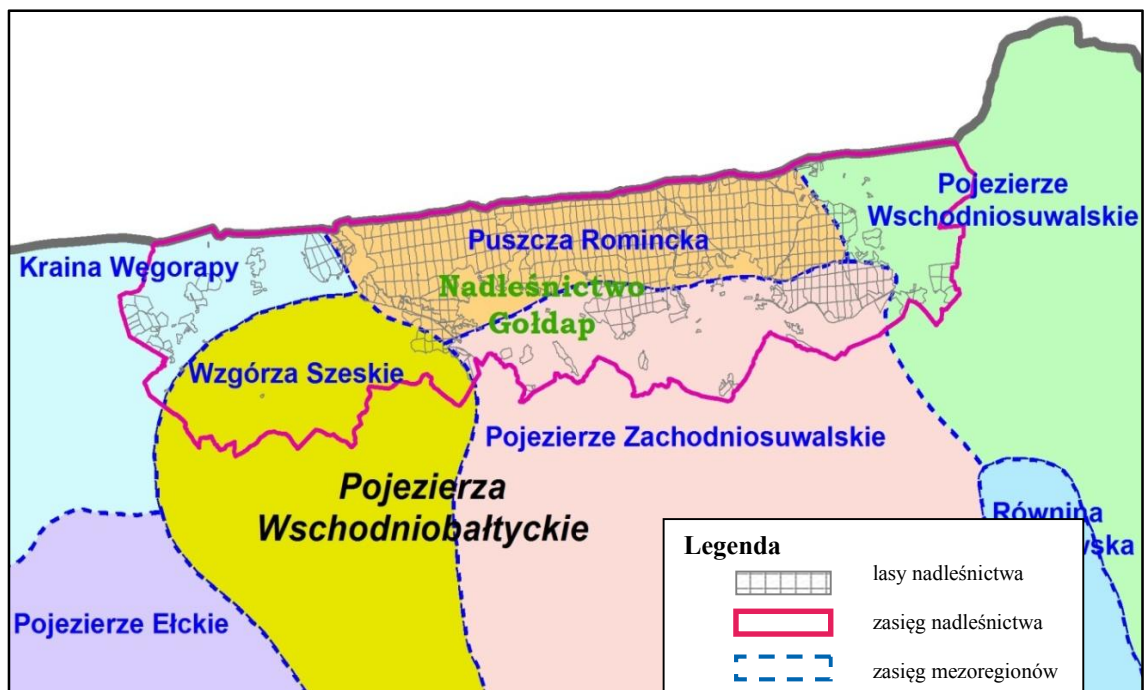 Pojezierze
Wschodniosuwalskie
Puszcza Romincka
Kraina Węgorapy
Nadleśnictwo
Gołdap
Wzgórza Szeskie
Pojezierze Zachodniosuwalskie
Pojezierza
Wschodniobałtyckie
Równina
Legenda
lasy nadleśnictwa
zasięg nadleśnictwa
zasięg mezoregionów
Pojezierze Ełckie